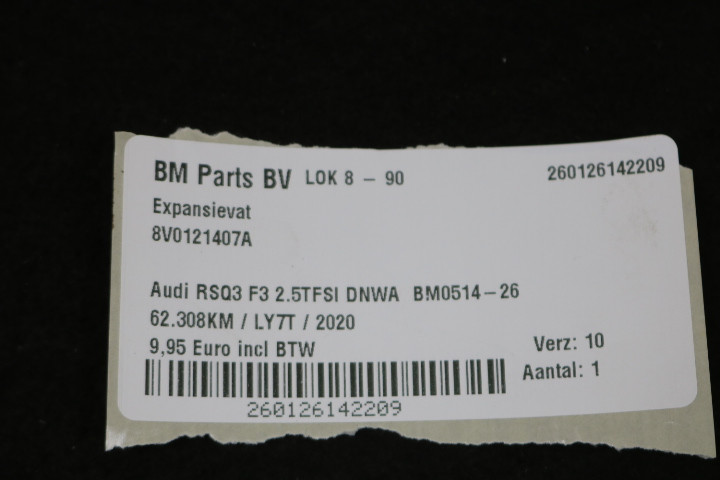 BM Parts BV LOK 8 - 90 260126142209
Expansievat
8V0121407A
Audi RSQ3 F3 2.5TFSI DNWA BM0514-26
62.308KM / LY7T / 2020
9,95 Euro incl BTW Verz: 10
Aantal: 1
260126142209